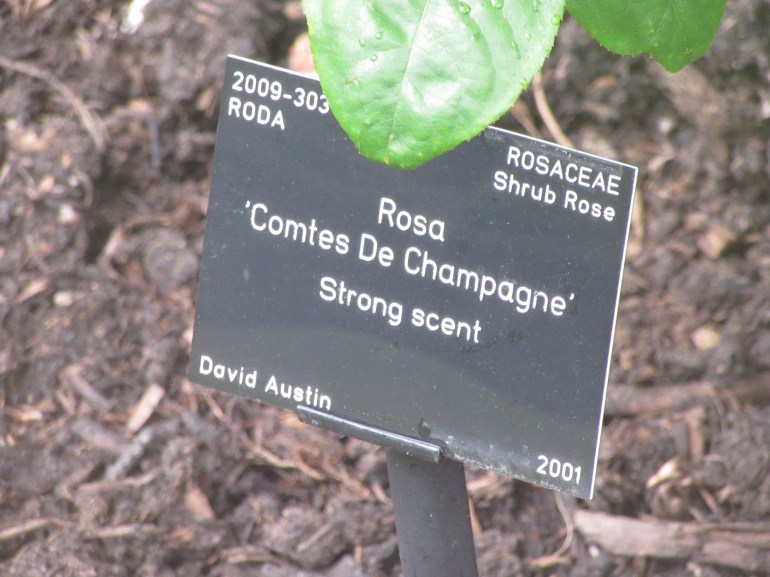 2009-303
RODA
ROSACEAE
Shrub Rose
Rosa
'Comtes De Champagne'
Strong scent
David Austin
2001